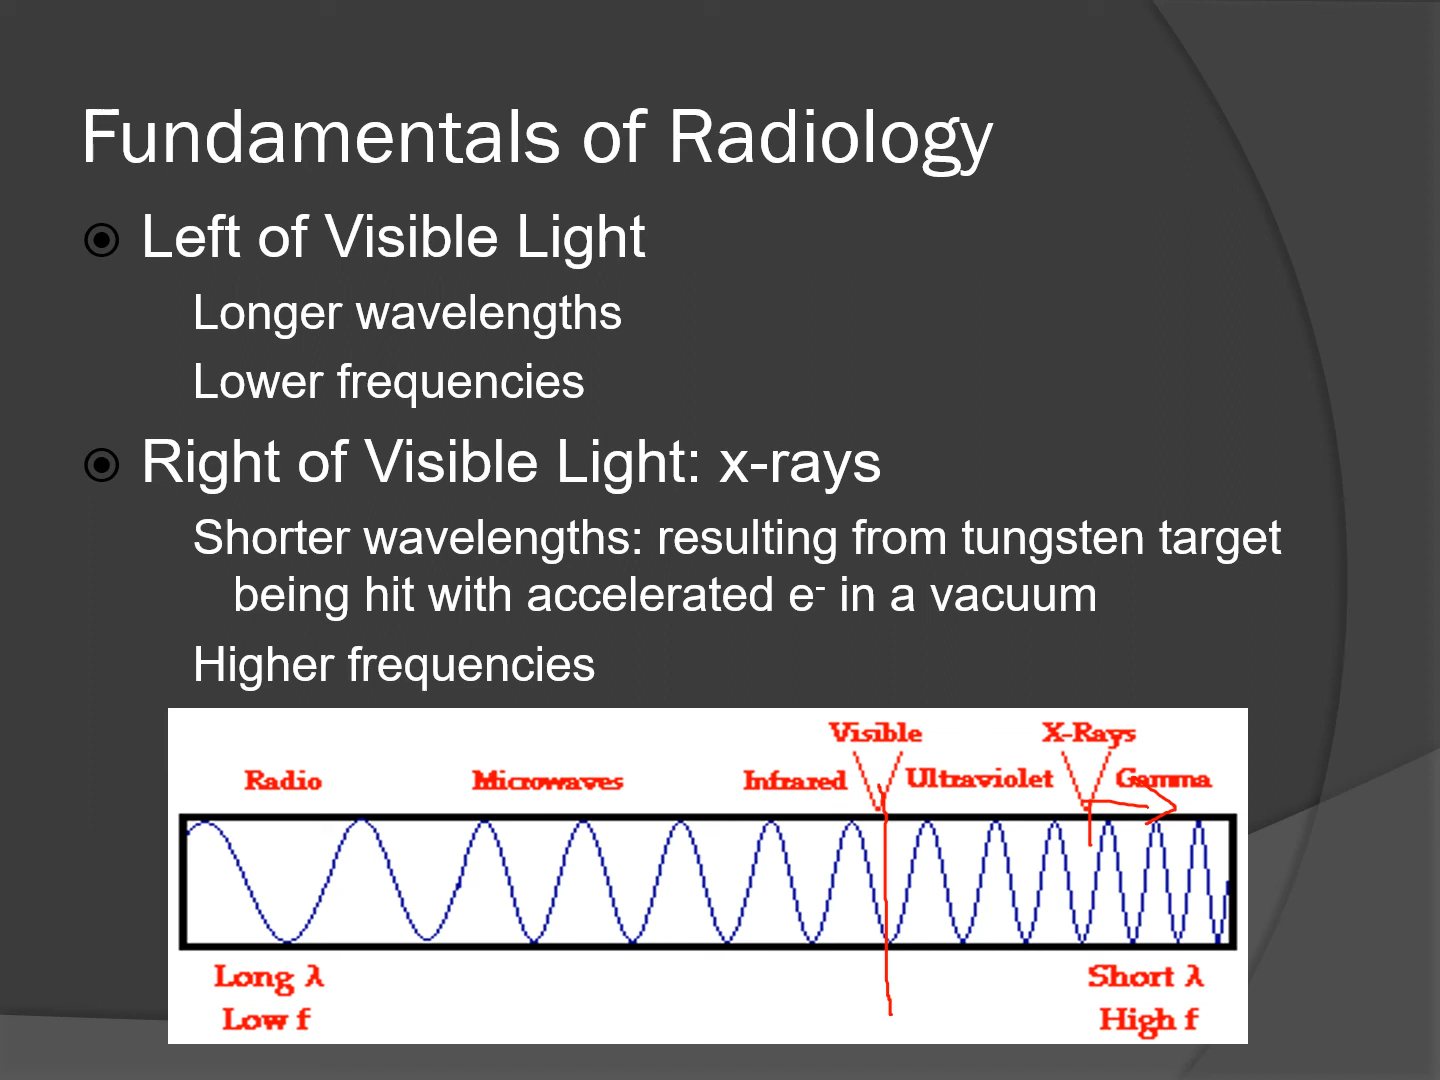 Fundamentals of Radiology
Left of Visible Light
Longer wavelengths
Lower frequencies
Right of Visible Light: x-rays
Shorter wavelengths: resulting from tungsten target
being hit with accelerated e- in a vacuum
Higher frequencies
Visible X-Rays
Radio Microwaves Infrared Ultraviolet Gamma
Long λ Short λ
Low f High f